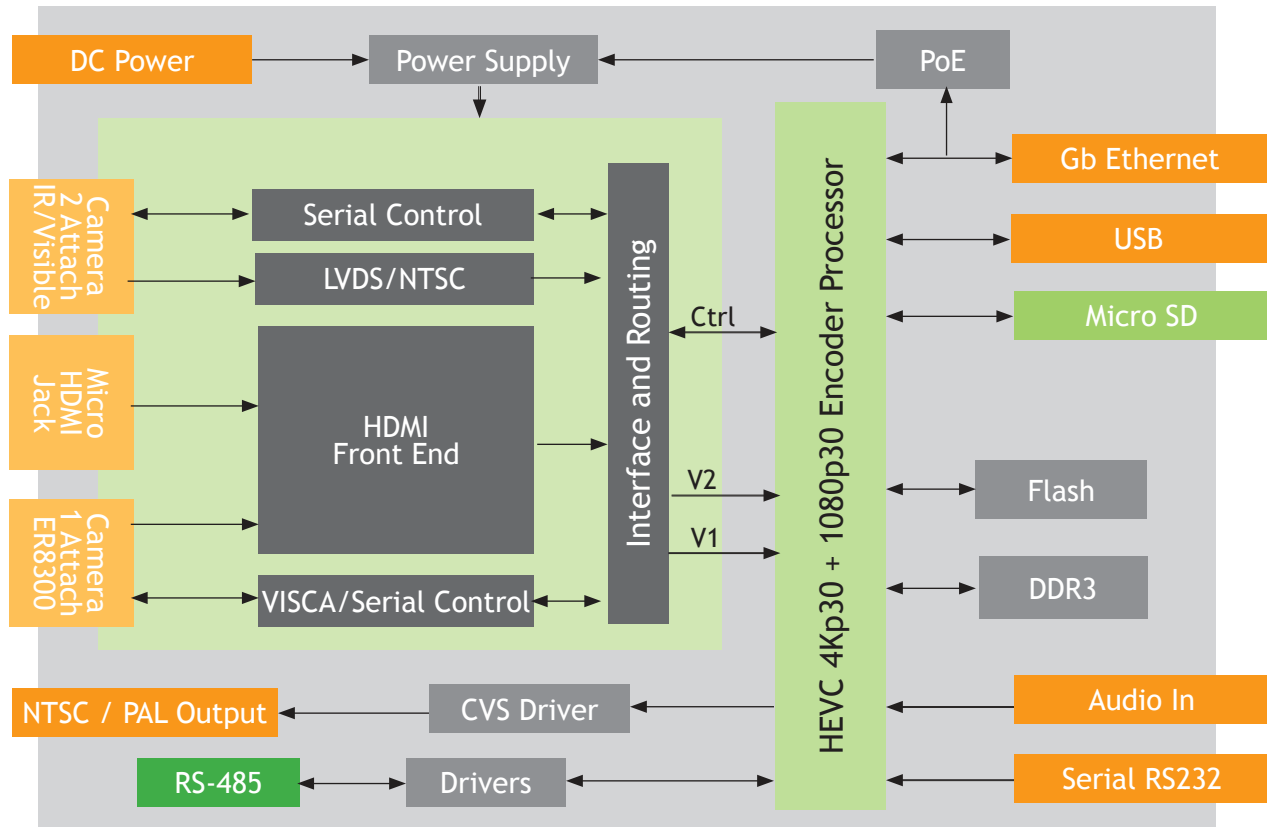 DC Power
Power Supply
PoE
Gb Ethernet
USB
Micro SD
Camera
2 Attach
IR/Visible
Serial Control
LVDS/NTSC
Micro
HDMI
Jack
HDMI
Front End
Camera
1 Attach
ER8300
VISCA/Serial Control
Interface and Routing
Ctrl
V2
V1
HEVC 4Kp30 + 1080p30 Encoder Processor
Flash
DDR3
NTSC / PAL Output
CVS Driver
Audio In
RS-485
Drivers
Serial RS232